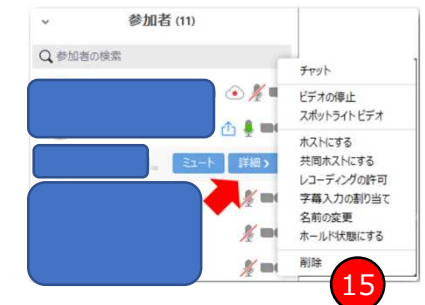 参加者 (11)
参加者の検索
チャット
ビデオの停止
スポットライトビデオ
ミュート
詳細 >
ホストにする
共同ホストにする
レコーディングの許可
字幕入力の割り当て
名前の変更
ホールド状態にする
削除
15